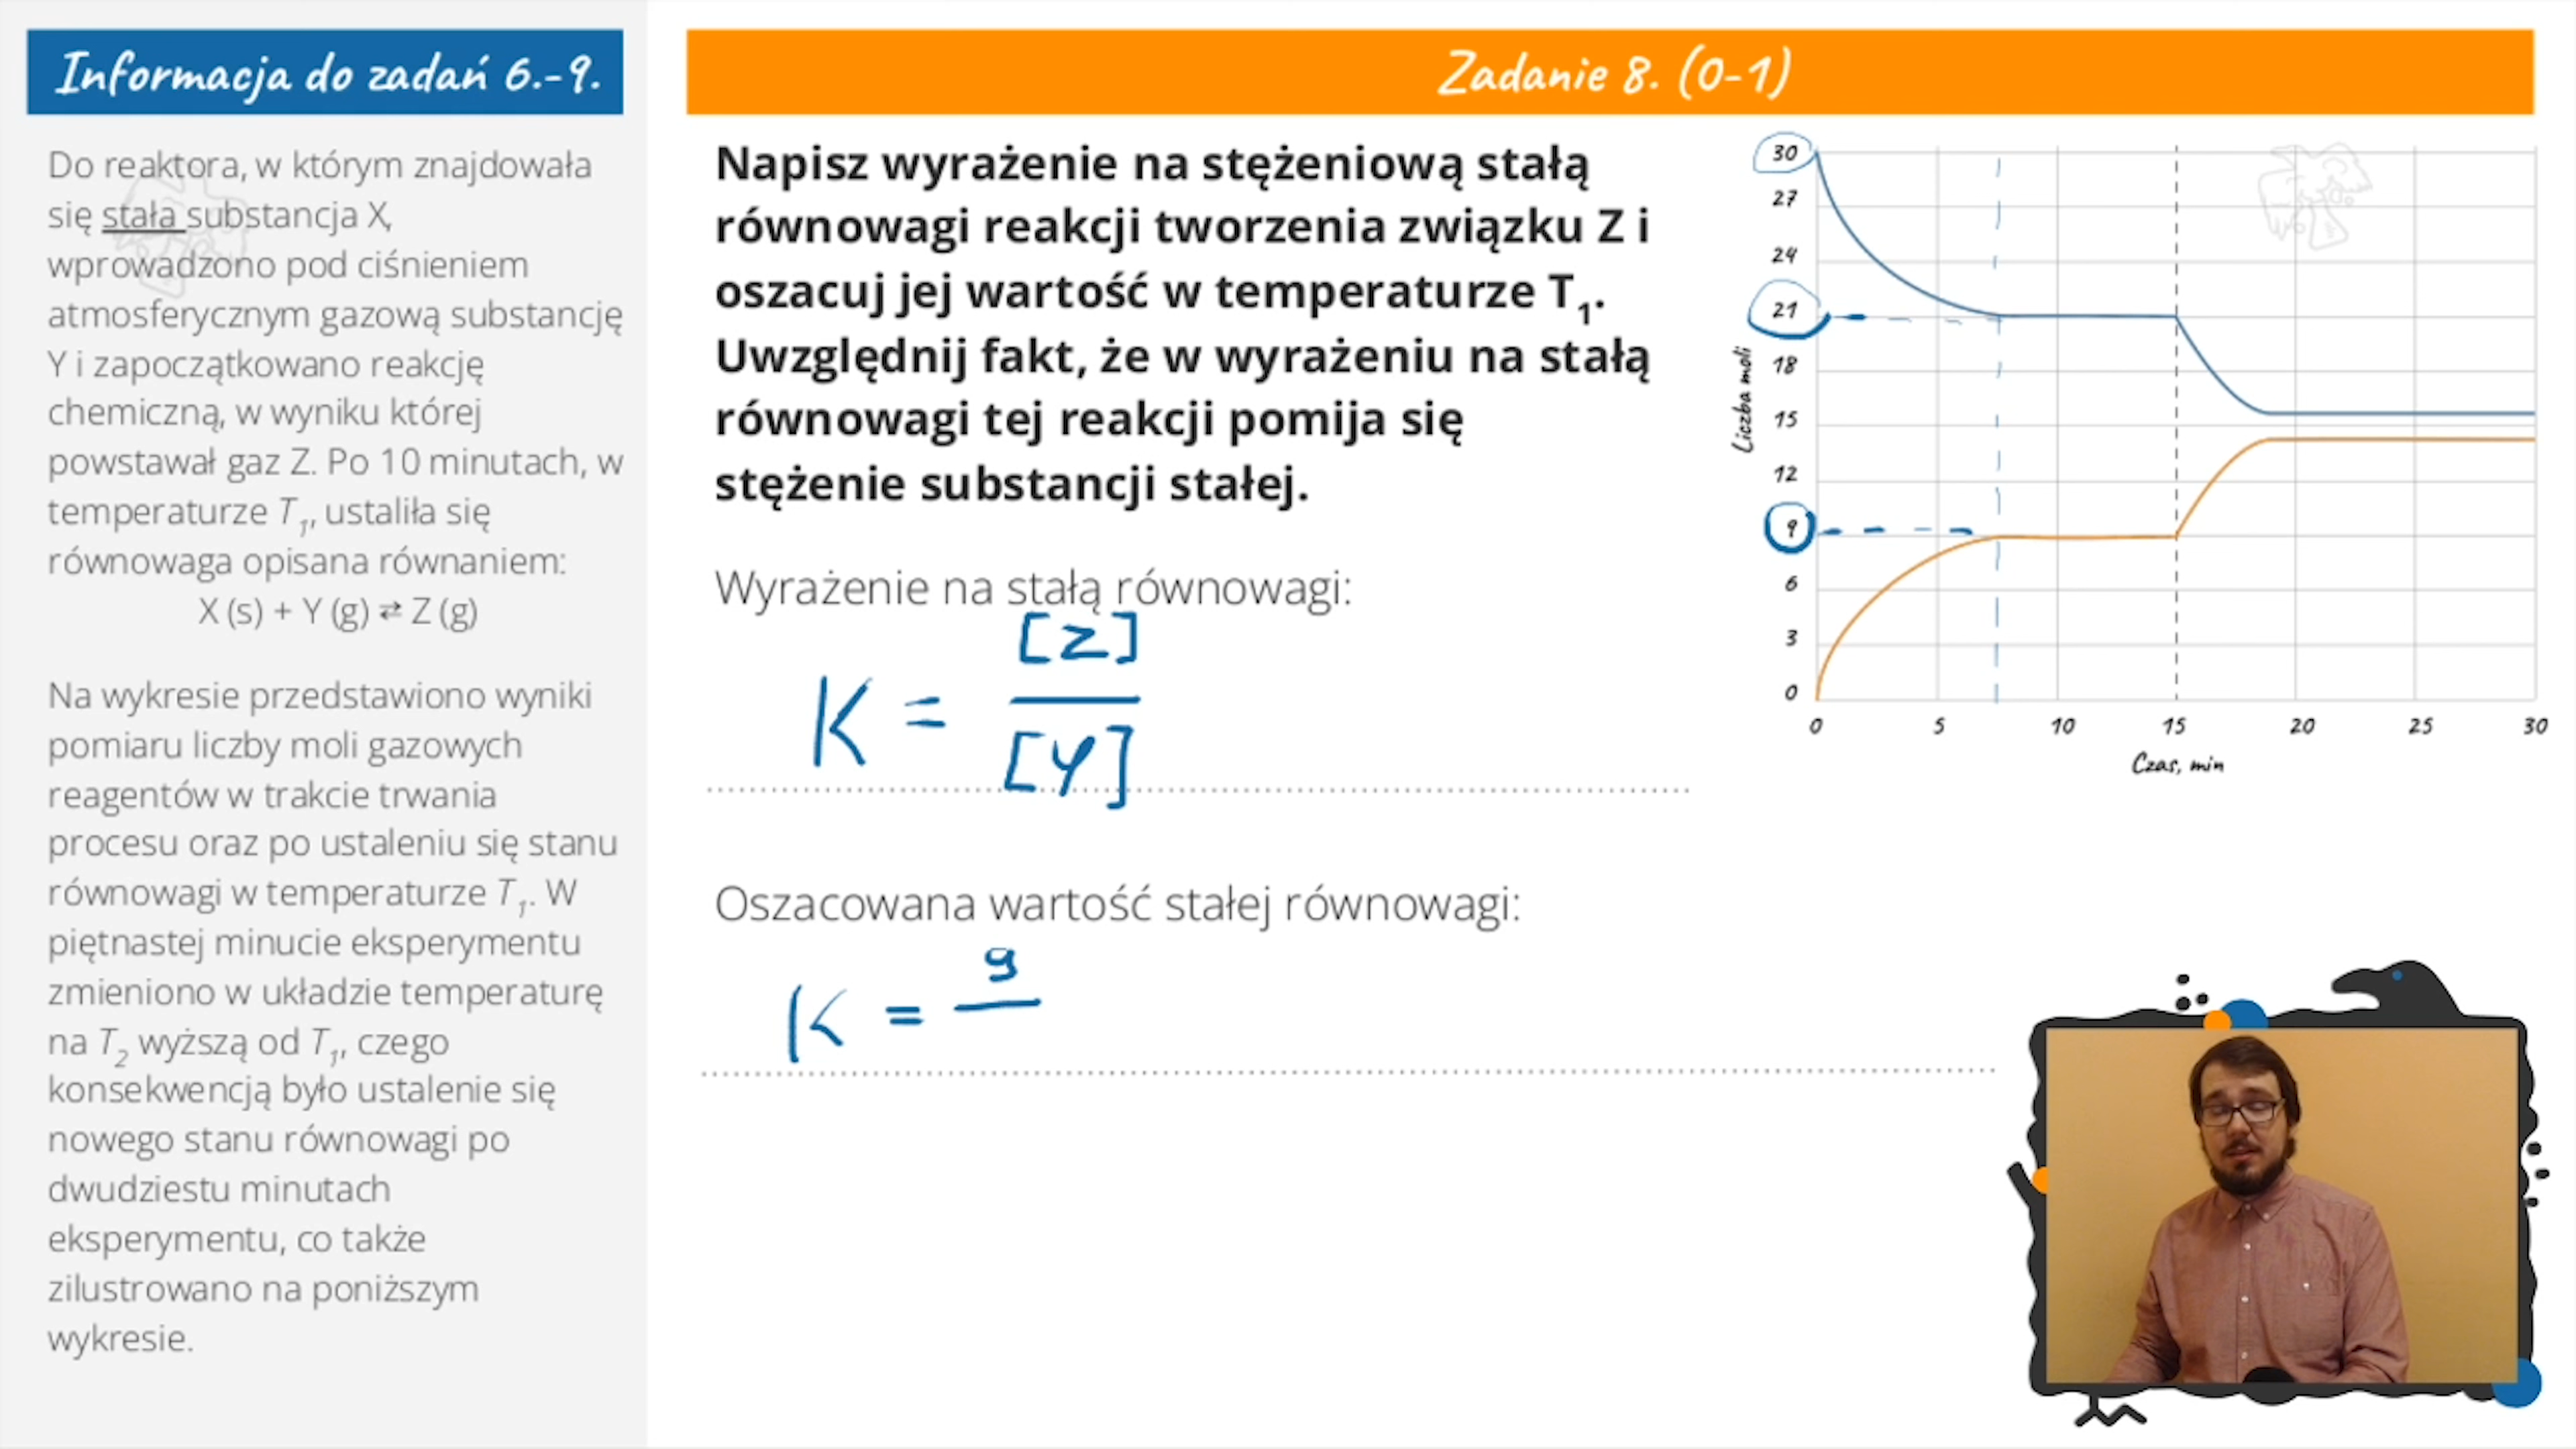 Informacja do zadań 6.-9.
Do reaktora, w którym znajdowała
się stała substancja X,
wprowadzono pod ciśnieniem
atmosferycznym gazową substancję
Y i zapoczątkowano reakcję
chemiczną, w wyniku której
powstawał gaz Z. Po 10 minutach, w
temperaturze T₁, ustaliła się
równowaga opisana równaniem:
X (s) + Y (g) ⇄ Z (g)
Na wykresie przedstawiono wyniki
pomiaru liczby moli gazowych
reagentów w trakcie trwania
procesu oraz po ustaleniu się stanu
równowagi w temperaturze T₁. W
piętnastej minucie eksperymentu
zmieniono w układzie temperaturę
na T₂ wyższą od T₁, czego
konsekwencją było ustalenie się
nowego stanu równowagi po
dwudziestu minutach
eksperymentu, co także
zilustrowano na poniższym
wykresie.
Zadanie 8. (0-1)
Napisz wyrażenie na stężeniową stałą
równowagi reakcji tworzenia związku Z i
oszacuj jej wartość w temperaturze T₁.
Uwzględnij fakt, że w wyrażeniu na stałą
równowagi tej reakcji pomija się
stężenie substancji stałej.
Wyrażenie na stałą równowagi:
[Z]
K =
[Y]
Oszacowana wartość stałej równowagi:
9
K =
Liczba moli
30
27
24
21
18
15
12
9
6
3
0
0 5 10 15 20 25 30
Czas, min